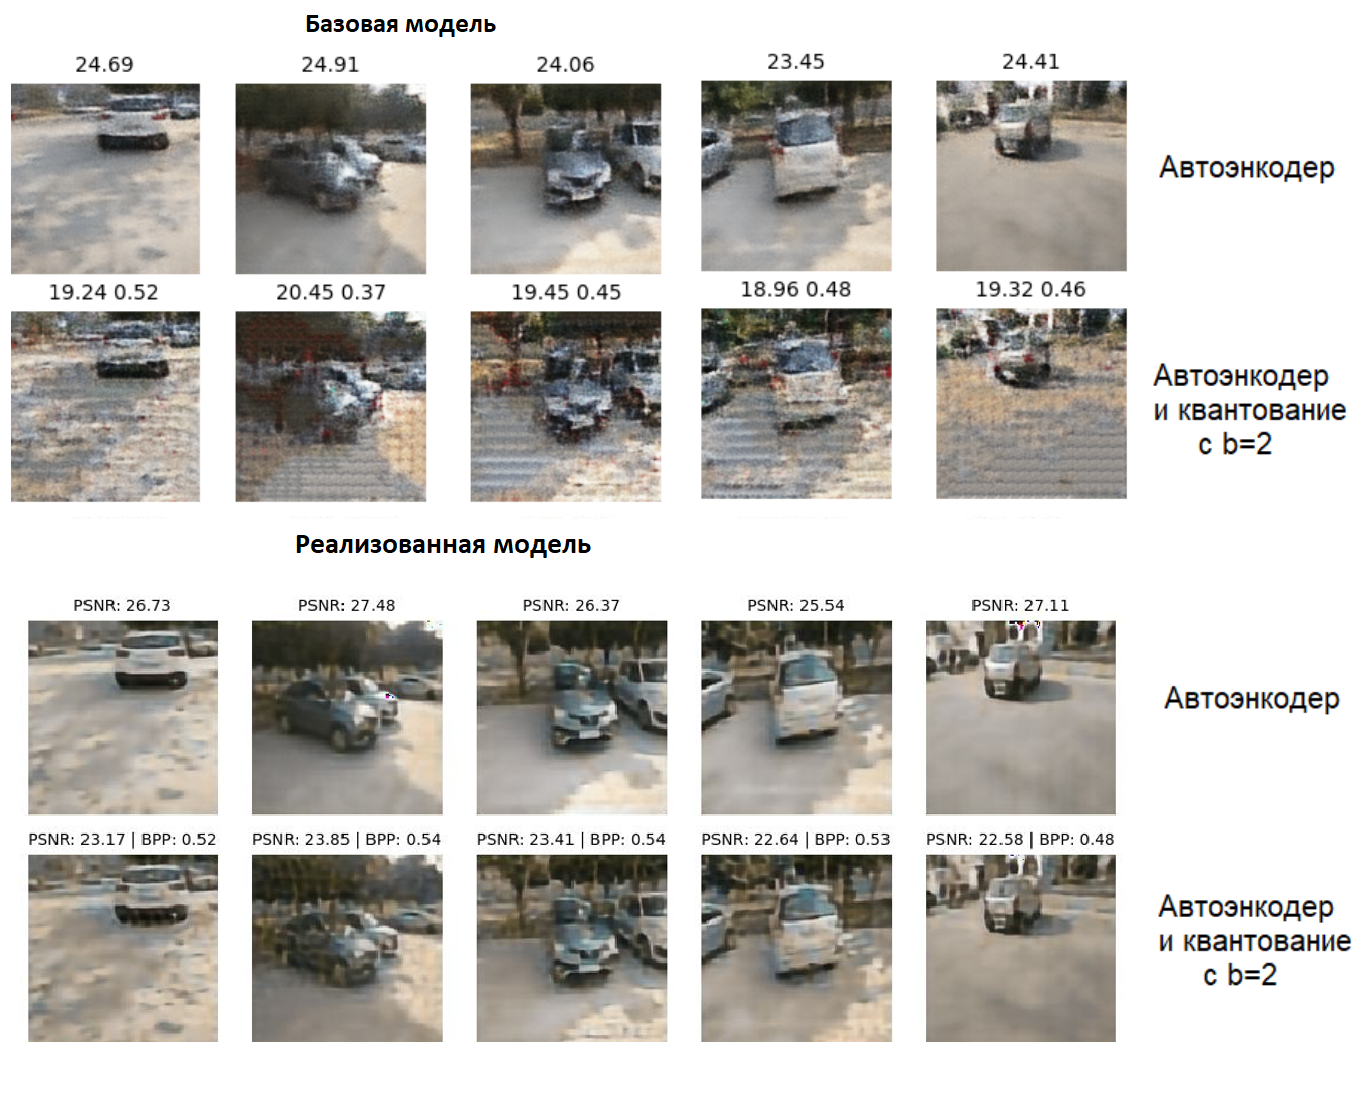 Базовая модель
24.69 24.91 24.06 23.45 24.41
Автоэнкодер
19.24 0.52 20.45 0.37 19.45 0.45 18.96 0.48 19.32 0.46
Автоэнкодер
и квантование
с b=2
Реализованная модель
PSNR: 26.73 PSNR: 27.48 PSNR: 26.37 PSNR: 25.54 PSNR: 27.11
Автоэнкодер
PSNR: 23.17 | BPP: 0.52 PSNR: 23.85 | BPP: 0.54 PSNR: 23.41 | BPP: 0.54 PSNR: 22.64 | BPP: 0.53 PSNR: 22.58 | BPP: 0.48
Автоэнкодер
и квантование
с b=2